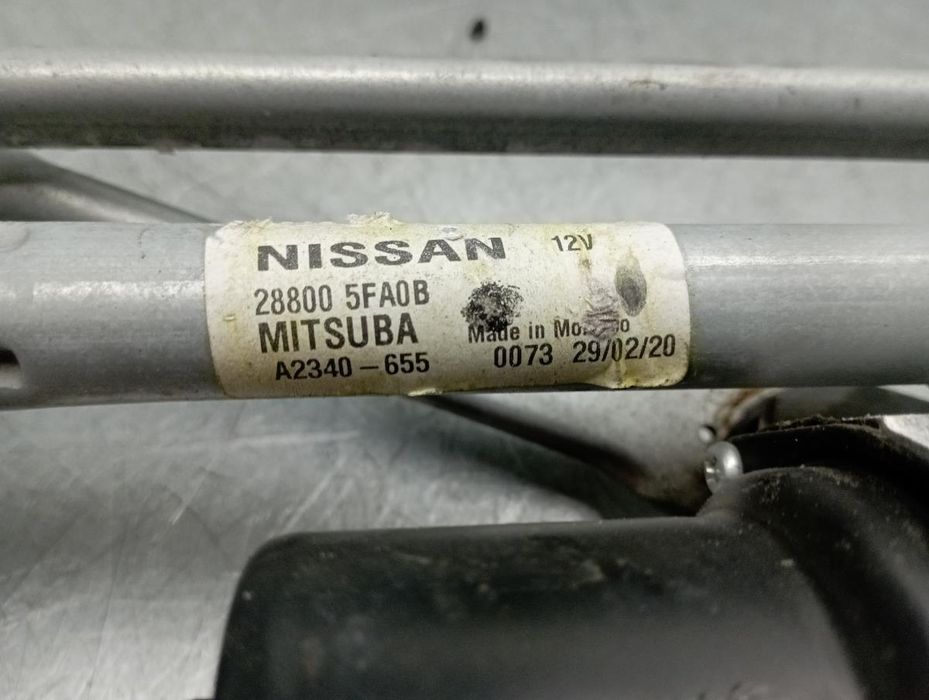 NISSAN 12V
28800 5FA0B
MITSUBA Made in
A2340-655 0073 29/02/20